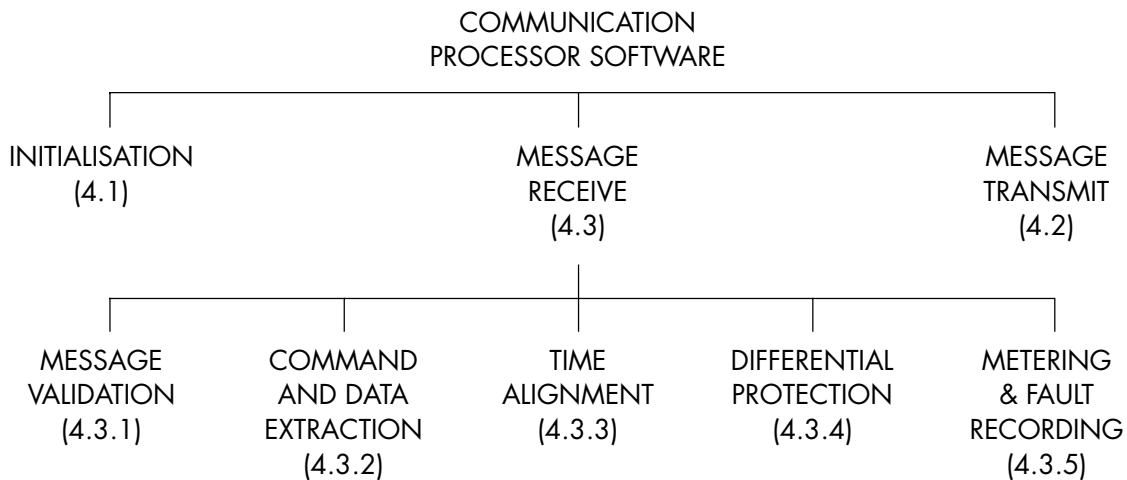 COMMUNICATION
PROCESSOR SOFTWARE
INITIALISATION
(4.1)
MESSAGE
RECEIVE
(4.3)
MESSAGE
TRANSMIT
(4.2)
MESSAGE
VALIDATION
(4.3.1)
COMMAND
AND DATA
EXTRACTION
(4.3.2)
TIME
ALIGNMENT
(4.3.3)
DIFFERENTIAL
PROTECTION
(4.3.4)
METERING
& FAULT
RECORDING
(4.3.5)